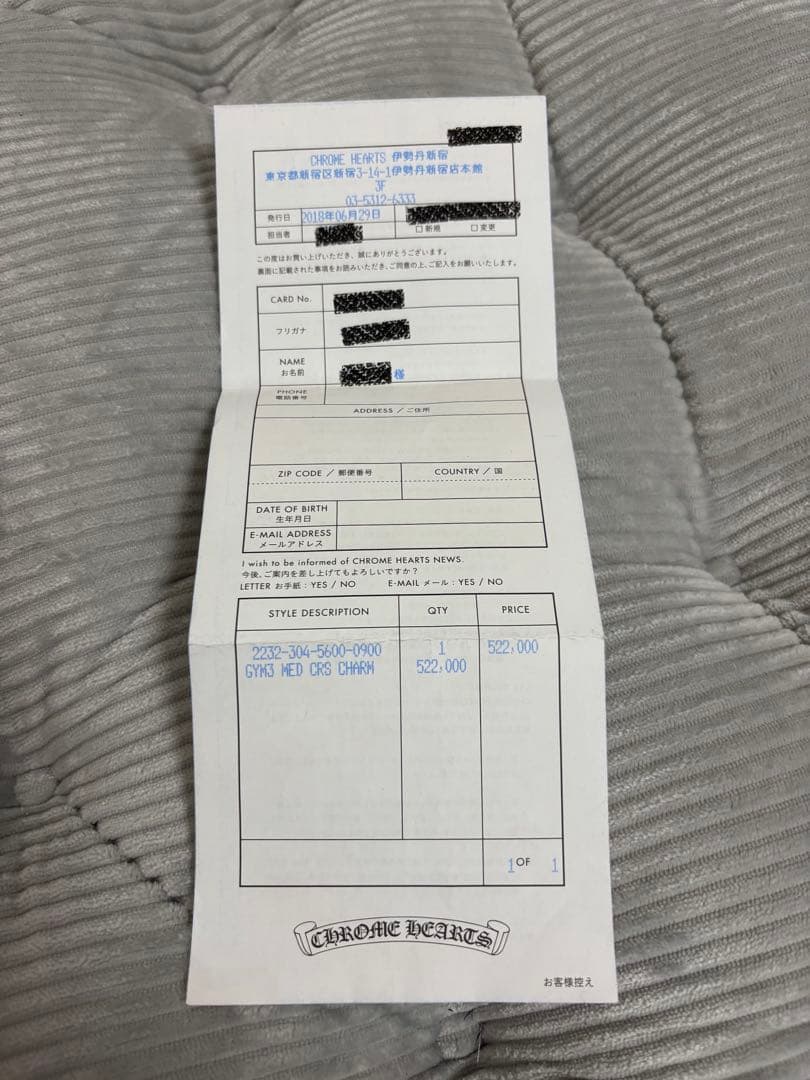 CHROME HEARTS 伊勢丹新宿
東京都新宿区新宿3-14-1伊勢丹新宿店本館
3F
03-5312-6333
発行日 2018年06月29日
担当者 □ 新規 □ 変更
この度はお買い上げいただき、誠にありがとうございます。
裏面に記載された事項をお読みいただき、ご同意の上、ご記入をお願いいたします。
CARD No.
フリガナ
NAME
お名前 様
PHONE
電話番号
ADDRESS / ご住所
ZIP CODE / 郵便番号 COUNTRY / 国
DATE OF BIRTH
生年月日
E-MAIL ADDRESS
メールアドレス
I wish to be informed of CHROME HEARTS NEWS.
今後、ご案内を差し上げてもよろしいですか？
LETTER お手紙 : YES / NO E-MAIL メール : YES / NO
STYLE DESCRIPTION QTY PRICE
2232-304-5600-0900 1 522,000
GYM3 MED CRS CHARM 522,000
1 OF 1
CHROME HEARTS
お客様控え